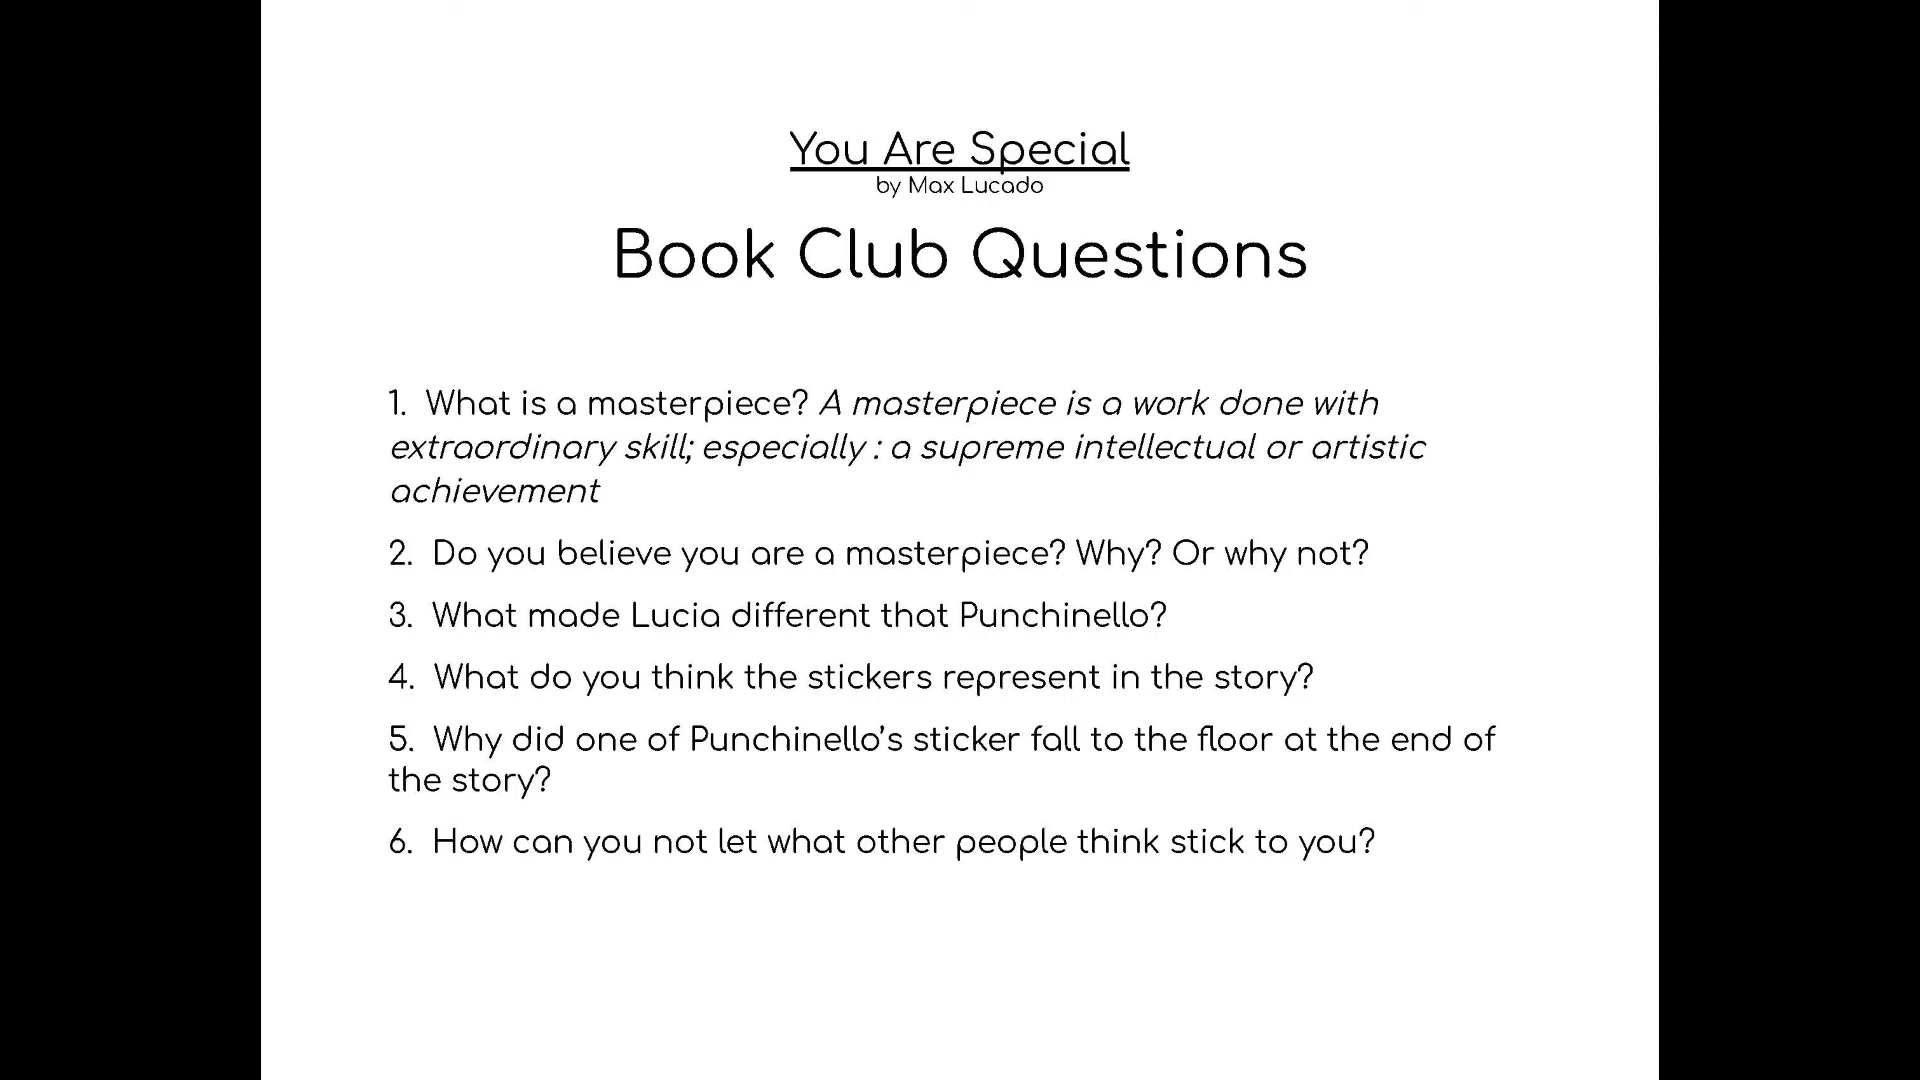 You Are Special
by Max Lucado
Book Club Questions
1. What is a masterpiece? A masterpiece is a work done with
extraordinary skill; especially : a supreme intellectual or artistic
achievement
2. Do you believe you are a masterpiece? Why? Or why not?
3. What made Lucia different that Punchinello?
4. What do you think the stickers represent in the story?
5. Why did one of Punchinello’s sticker fall to the floor at the end of
the story?
6. How can you not let what other people think stick to you?